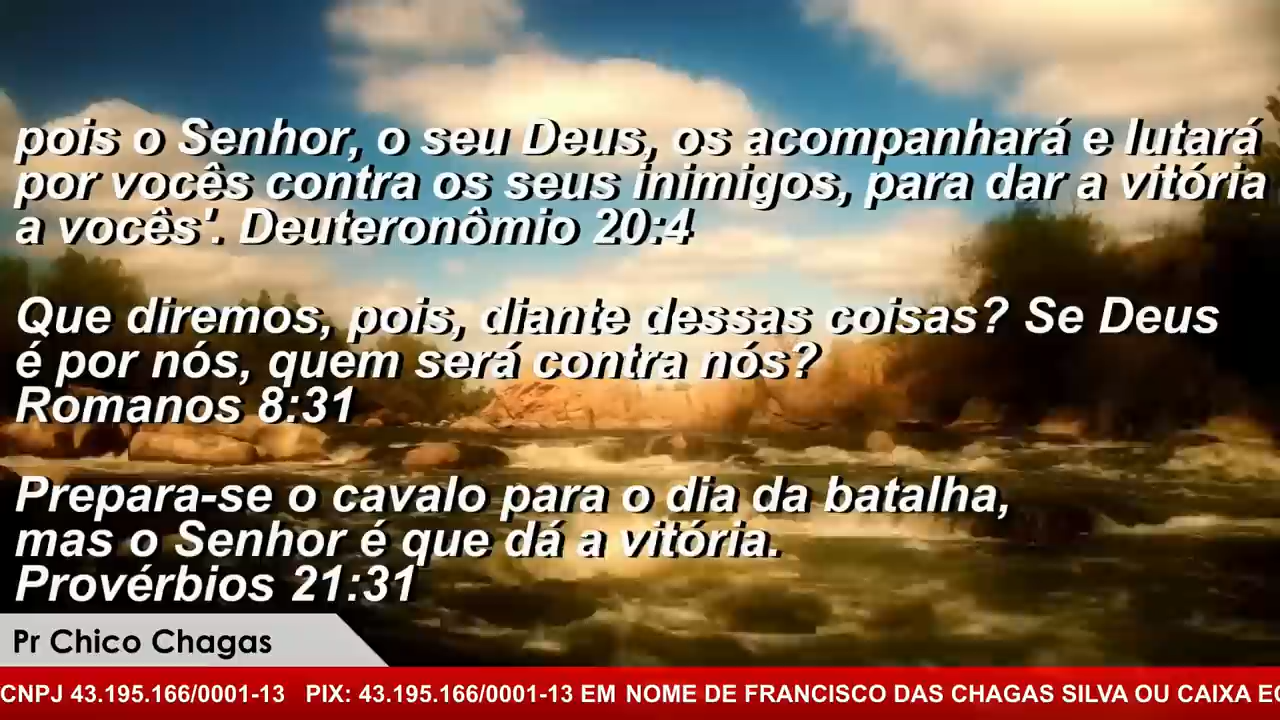 pois o Senhor, o seu Deus, os acompanhará e lutará
por vocês contra os seus inimigos, para dar a vitória
a vocês'. Deuteronômio 20:4
Que diremos, pois, diante dessas coisas? Se Deus
é por nós, quem será contra nós?
Romanos 8:31
Prepara-se o cavalo para o dia da batalha,
mas o Senhor é que dá a vitória.
Provérbios 21:31
Pr Chico Chagas
CNPJ 43.195.166/0001-13 PIX: 43.195.166/0001-13 EM NOME DE FRANCISCO DAS CHAGAS SILVA OU CAIXA